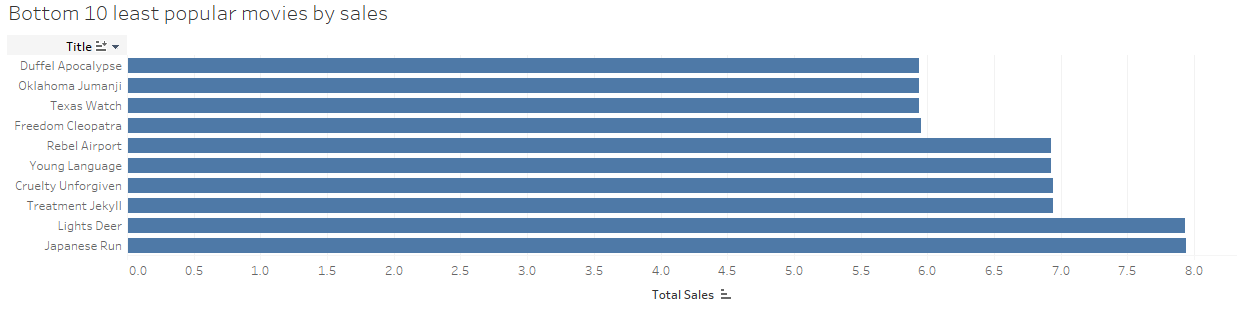 Bottom 10 least popular movies by sales
Title
Duffel Apocalypse
Oklahoma Jumanji
Texas Watch
Freedom Cleopatra
Rebel Airport
Young Language
Cruelty Unforgiven
Treatment Jekyll
Lights Deer
Japanese Run
0.0 0.5 1.0 1.5 2.0 2.5 3.0 3.5 4.0 4.5 5.0 5.5 6.0 6.5 7.0 7.5 8.0
Total Sales